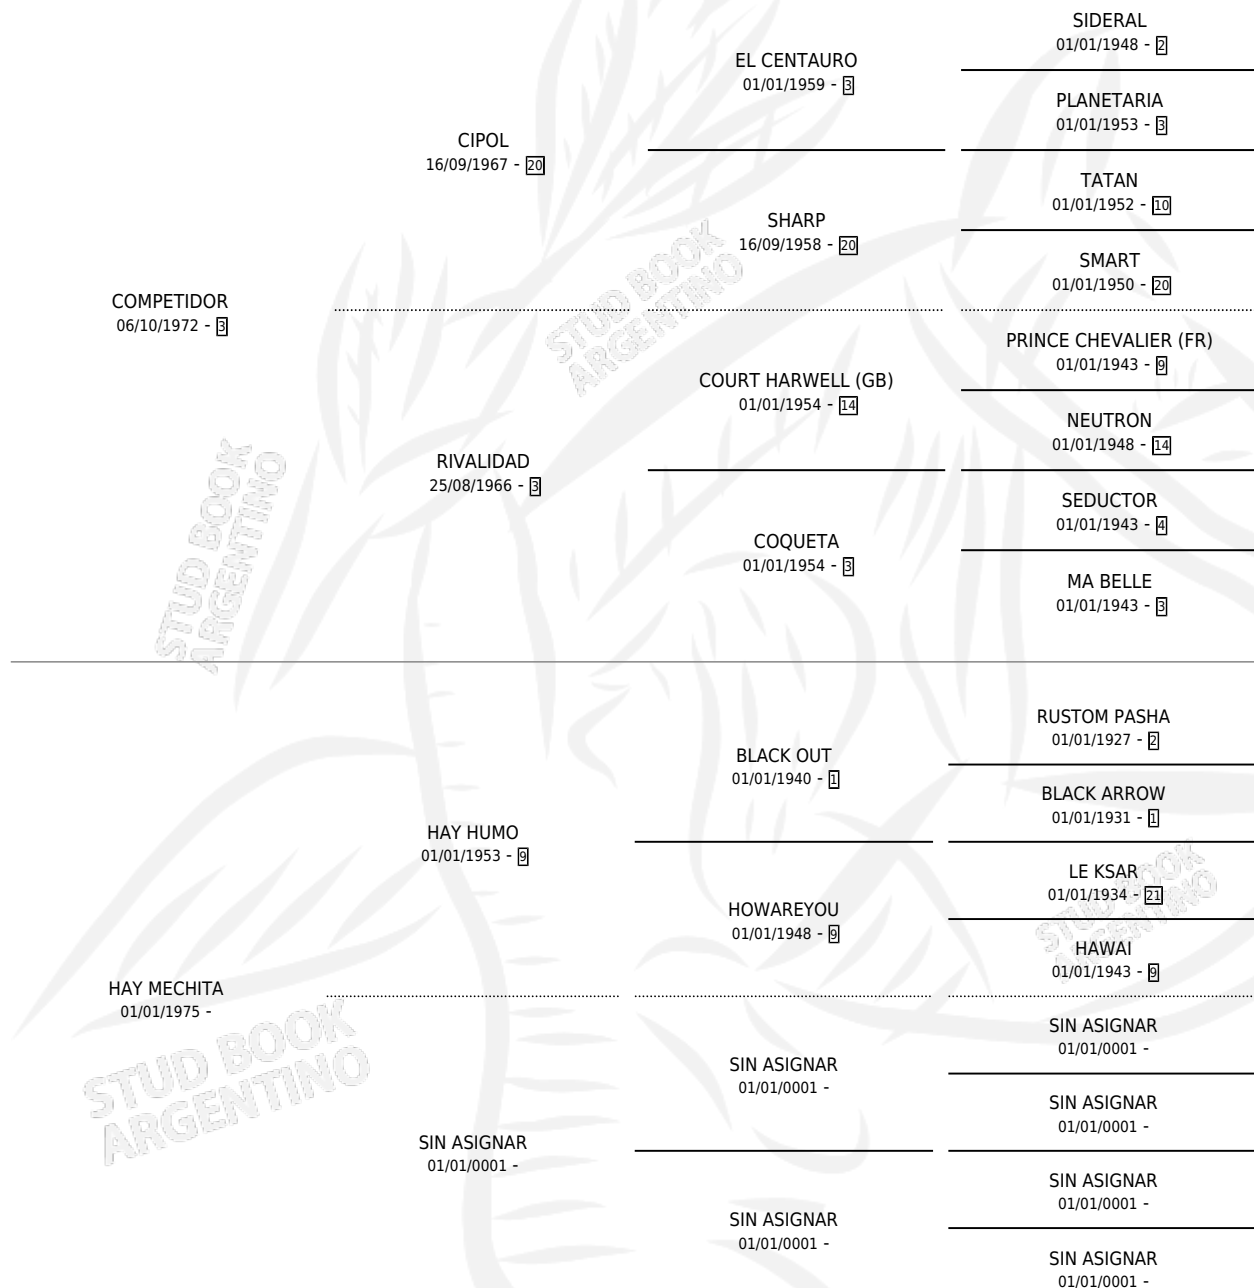 SIDERAL
01/01/1948 - 2
EL CENTAURO
01/01/1959 - 3
PLANETARIA
01/01/1953 - 3
CIPOL
16/09/1967 - 20
TATAN
01/01/1952 - 10
SHARP
16/09/1958 - 20
SMART
01/01/1950 - 20
COMPETIDOR
06/10/1972 - 3
PRINCE CHEVALIER (FR)
01/01/1943 - 9
COURT HARWELL (GB)
01/01/1954 - 14
NEUTRON
01/01/1948 - 14
RIVALIDAD
25/08/1966 - 3
SEDUCTOR
01/01/1943 - 4
COQUETA
01/01/1954 - 3
MA BELLE
01/01/1943 - 3
RUSTOM PASHA
01/01/1927 - 2
BLACK OUT
01/01/1940 - 1
BLACK ARROW
01/01/1931 - 1
HAY HUMO
01/01/1953 - 9
LE KSAR
01/01/1934 - 21
HOWAREYOU
01/01/1948 - 9
HAWAI
01/01/1943 - 9
HAY MECHITA
01/01/1975 -
SIN ASIGNAR
01/01/0001 -
SIN ASIGNAR
01/01/0001 -
SIN ASIGNAR
01/01/0001 -
SIN ASIGNAR
01/01/0001 -
SIN ASIGNAR
01/01/0001 -
SIN ASIGNAR
01/01/0001 -
SIN ASIGNAR
01/01/0001 -
STUD BOOK
ARGENTINO
STUD BOOK
ARGENTINO
STUD BOOK
ARGENTINO
STUD BOOK
ARGENTINO